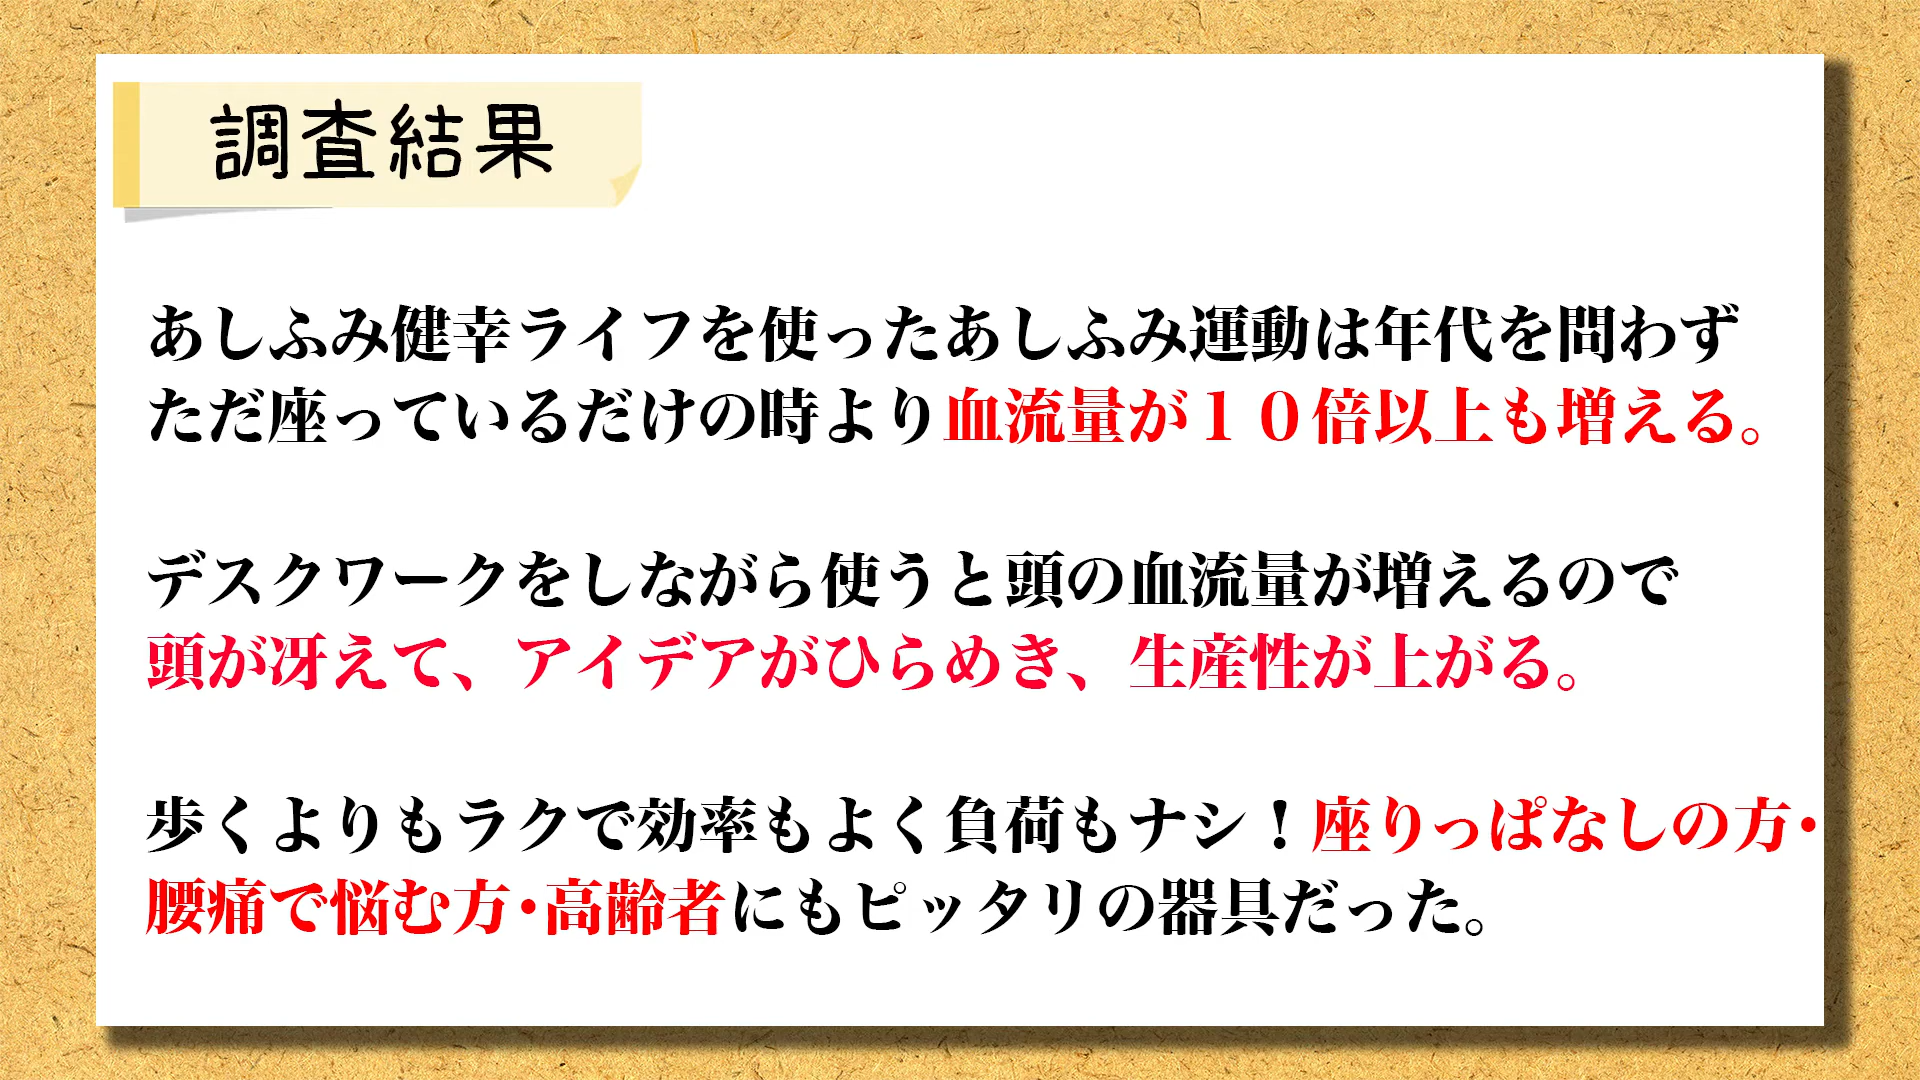 調査結果
あしふみ健幸ライフを使ったあしふみ運動は年代を問わず
ただ座っているだけの時より血流量が１０倍以上も増える。
デスクワークをしながら使うと頭の血流量が増えるので
頭が冴えて、アイデアがひらめき、生産性が上がる。
歩くよりもラクで効率もよく負荷もナシ！座りっぱなしの方・
腰痛で悩む方・高齢者にもピッタリの器具だった。